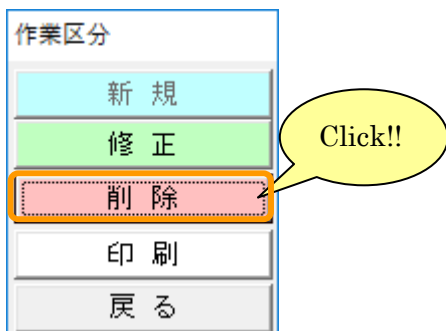 作業区分
新 規
修 正
Click!!
削 除
印 刷
戻 る